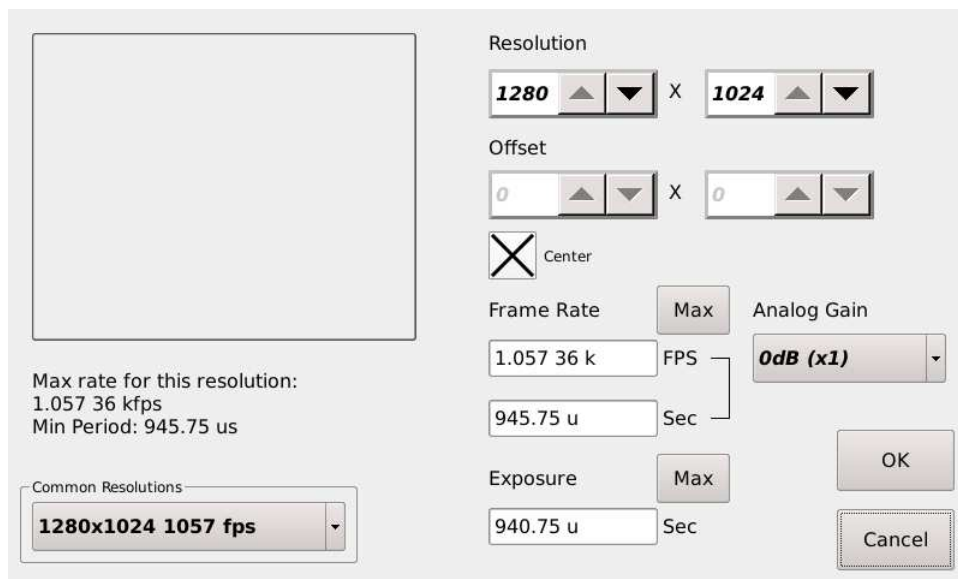 Resolution
1280 X 1024
Offset
0 X 0
Center
Frame Rate Max Analog Gain
1.057 36 k FPS 0dB (x1)
945.75 u Sec
Exposure Max
940.75 u Sec
Max rate for this resolution:
1.057 36 kfps
Min Period: 945.75 us
Common Resolutions
1280x1024 1057 fps
OK
Cancel